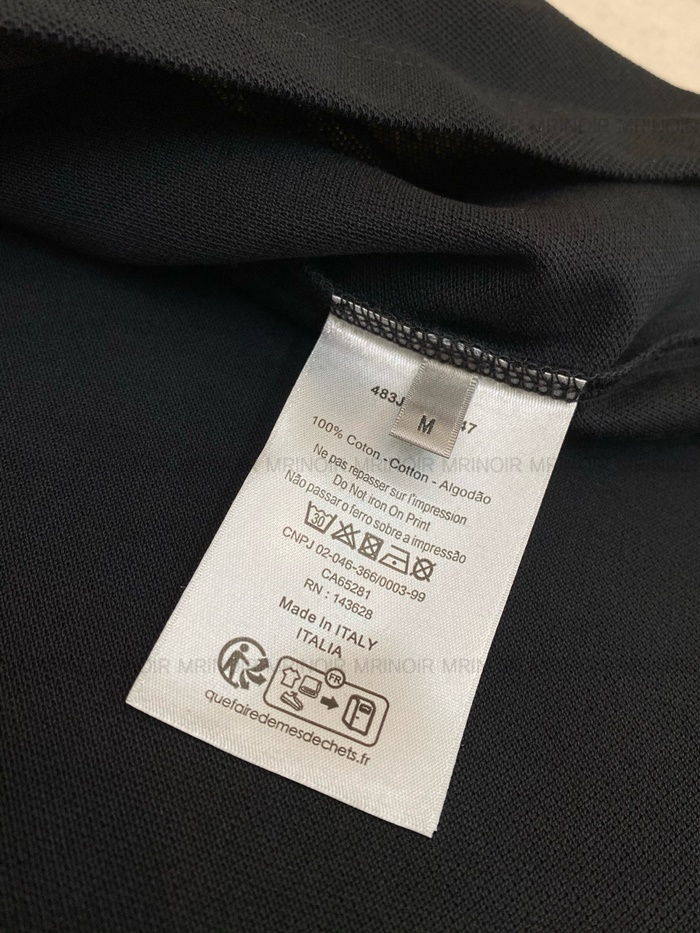 483J 47
M
100% Coton - Cotton - Algodão
Ne pas repasser sur l'impression
Do Not Iron On Print
Não passar o ferro sobre a impressão
30
CNPJ 02-046-366/0003-99
CA65281
RN : 143628
Made in ITALY
ITALIA
FR
quefairedemesdechets.fr
MRINOIR MRINOIR MRINOIR
MRINOIR MRINOIR MRINOIR